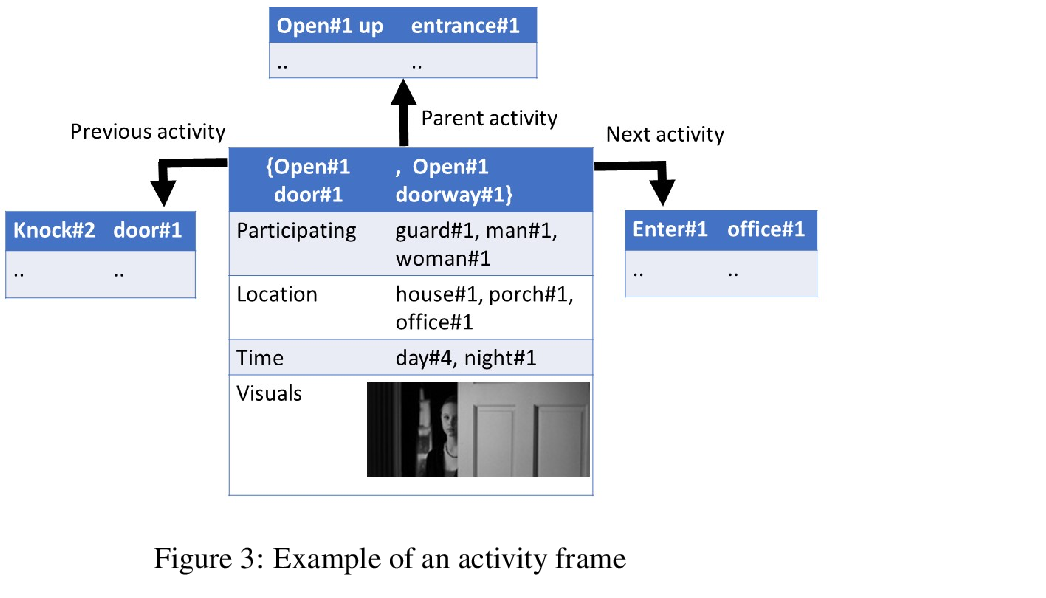 Open#1 up entrance#1
.. ..
Parent activity
Previous activity
Next activity
{Open#1 , Open#1
door#1 doorway#1}
Knock#2 door#1
.. ..
Enter#1 office#1
.. ..
Participating guard#1, man#1,
woman#1
Location house#1, porch#1,
office#1
Time day#4, night#1
Visuals
Figure 3: Example of an activity frame